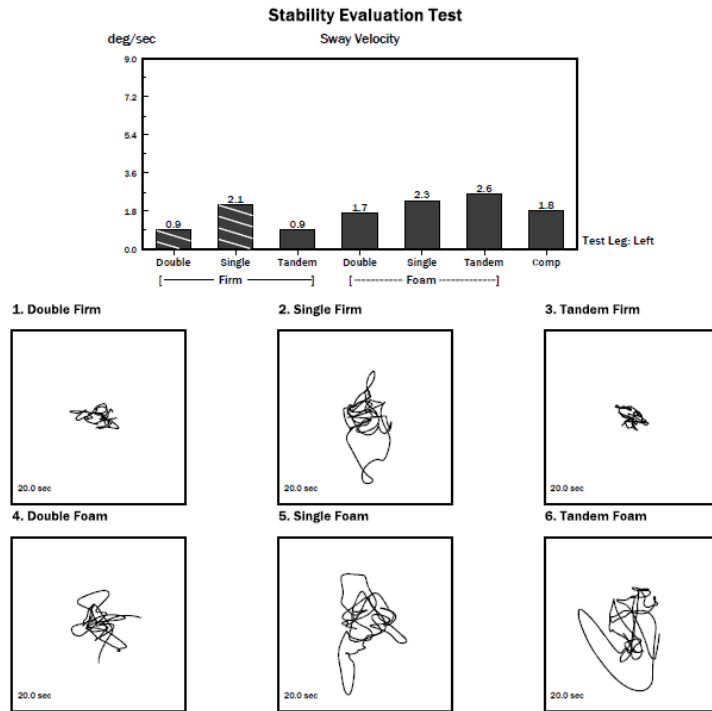 Stability Evaluation Test
deg/sec Sway Velocity
9.0
7.2
5.4
3.6
1.8
0.0
0.9 2.1 0.9 1.7 2.3 2.6 1.8
Test Leg: Left
Double Single Tandem Double Single Tandem Comp
[ Firm ] [ Foam ]
1. Double Firm 2. Single Firm 3. Tandem Firm
20.0 sec 20.0 sec 20.0 sec
4. Double Foam 5. Single Foam 6. Tandem Foam
20.0 sec 20.0 sec 20.0 sec